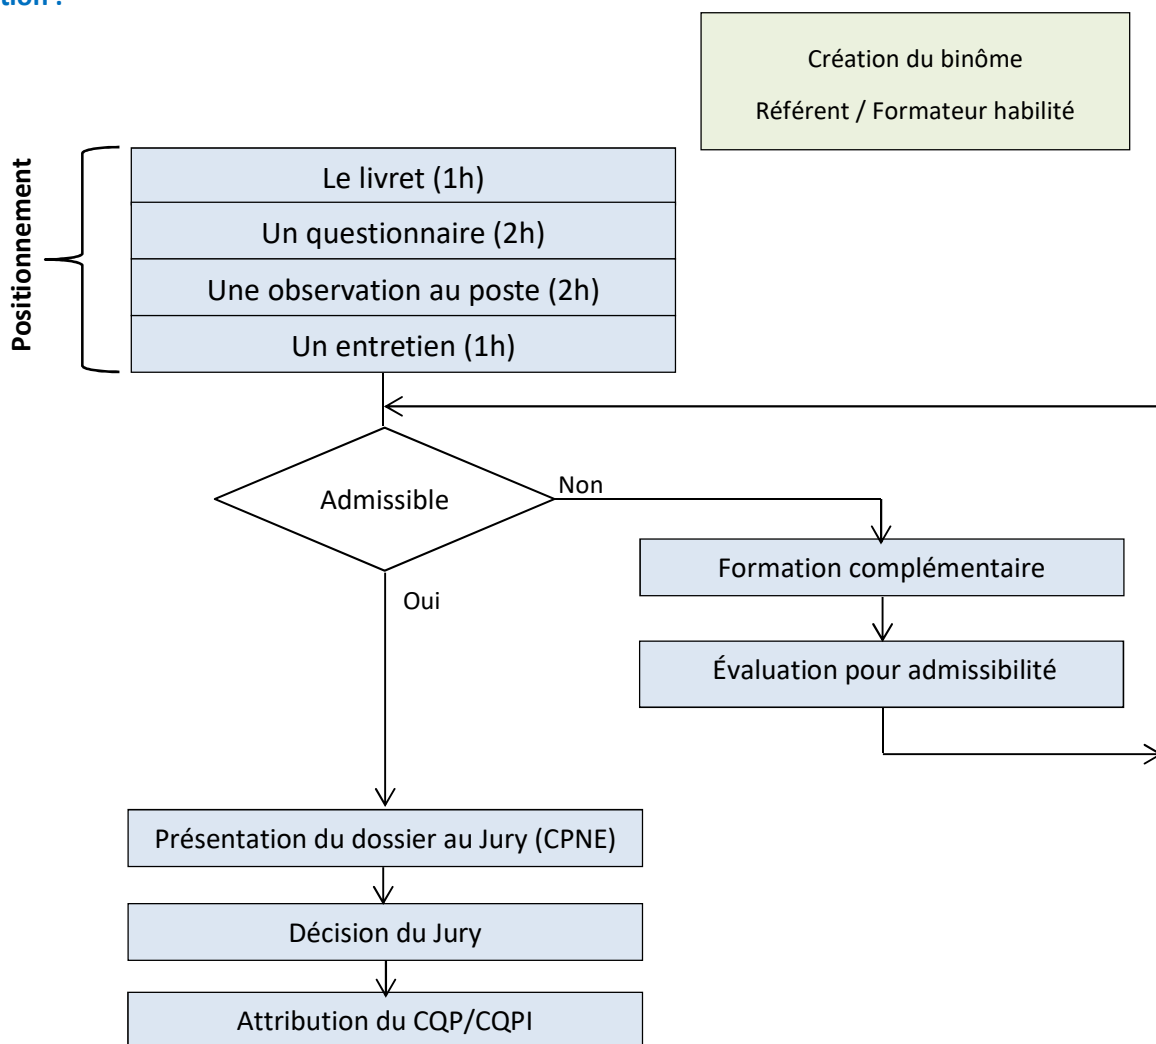 Création du binôme
Référent / Formateur habilité
Positionnement
Le livret (1h)
Un questionnaire (2h)
Une observation au poste (2h)
Un entretien (1h)
Admissible
Non
Formation complémentaire
Oui
Évaluation pour admissibilité
Présentation du dossier au Jury (CPNE)
Décision du Jury
Attribution du CQP/CQPI